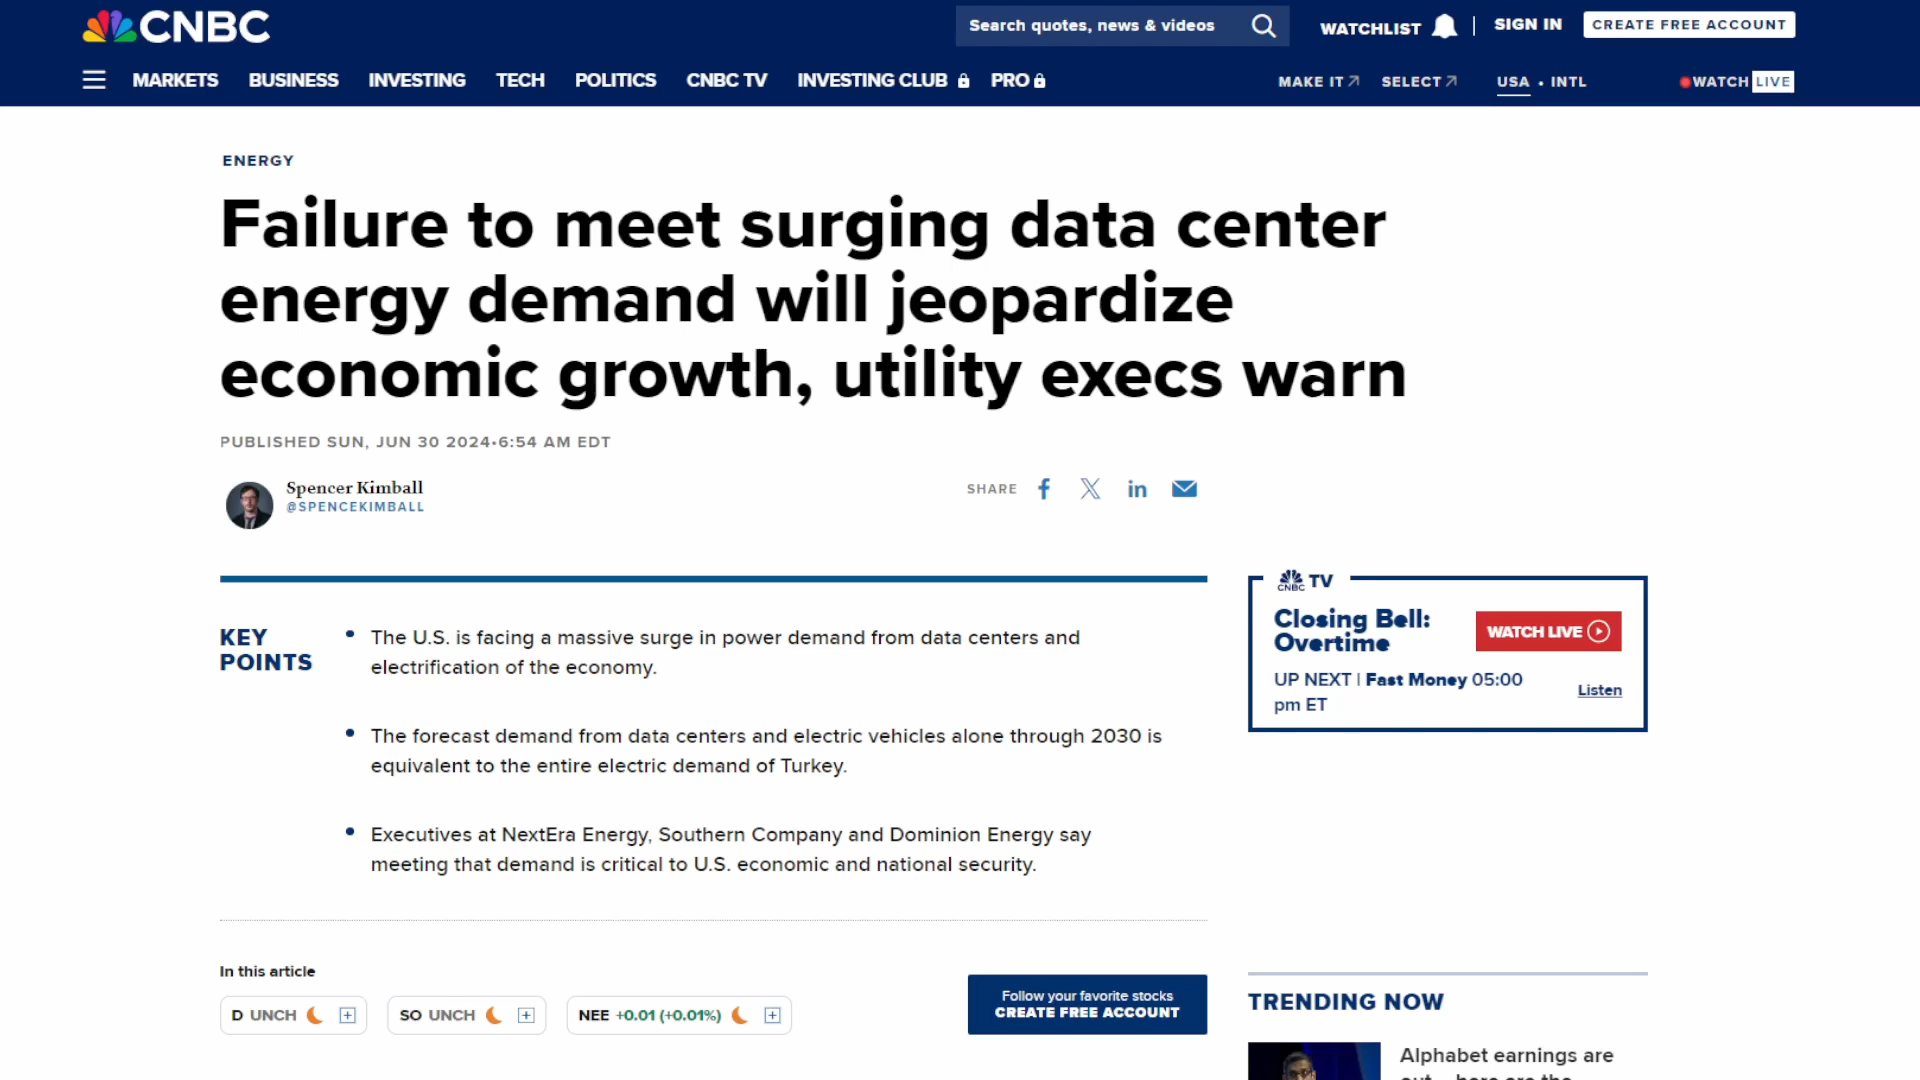 CNBC
Search quotes, news & videos
WATCHLIST
SIGN IN
CREATE FREE ACCOUNT
MARKETS BUSINESS INVESTING TECH POLITICS CNBC TV INVESTING CLUB PRO
MAKE IT SELECT USA • INTL WATCH LIVE
ENERGY
Failure to meet surging data center
energy demand will jeopardize
economic growth, utility execs warn
PUBLISHED SUN, JUN 30 2024•6:54 AM EDT
Spencer Kimball
@SPENCEKIMBALL
SHARE
KEY
POINTS
• The U.S. is facing a massive surge in power demand from data centers and
electrification of the economy.
• The forecast demand from data centers and electric vehicles alone through 2030 is
equivalent to the entire electric demand of Turkey.
• Executives at NextEra Energy, Southern Company and Dominion Energy say
meeting that demand is critical to U.S. economic and national security.
In this article
D UNCH
SO UNCH
NEE +0.01 (+0.01%)
Follow your favorite stocks
CREATE FREE ACCOUNT
CNBC TV
Closing Bell:
Overtime
WATCH LIVE
UP NEXT | Fast Money 05:00
pm ET
Listen
TRENDING NOW
Alphabet earnings are